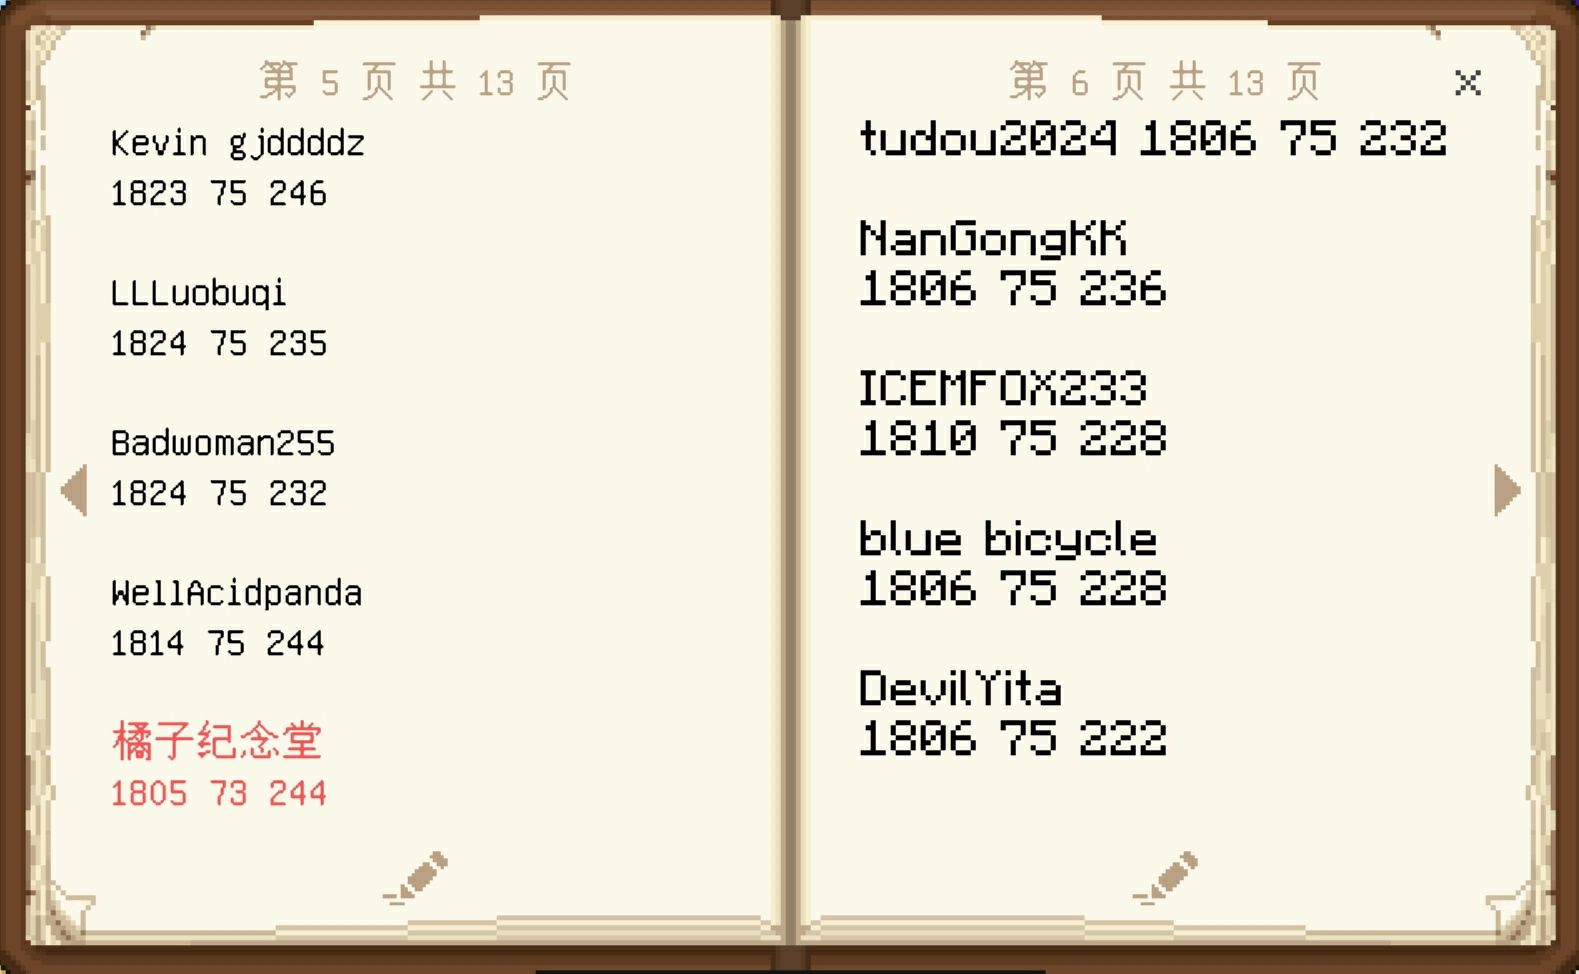 第 5 页 共 13 页
Kevin gjddddz
1823 75 246
LLLuobuqi
1824 75 235
Badwoman255
1824 75 232
WellAcidpanda
1814 75 244
橘子纪念堂
1805 73 244
第 6 页 共 13 页
tudou2024 1806 75 232
NanGongKK
1806 75 236
ICEMFOX233
1810 75 228
blue bicycle
1806 75 228
DevilYita
1806 75 222